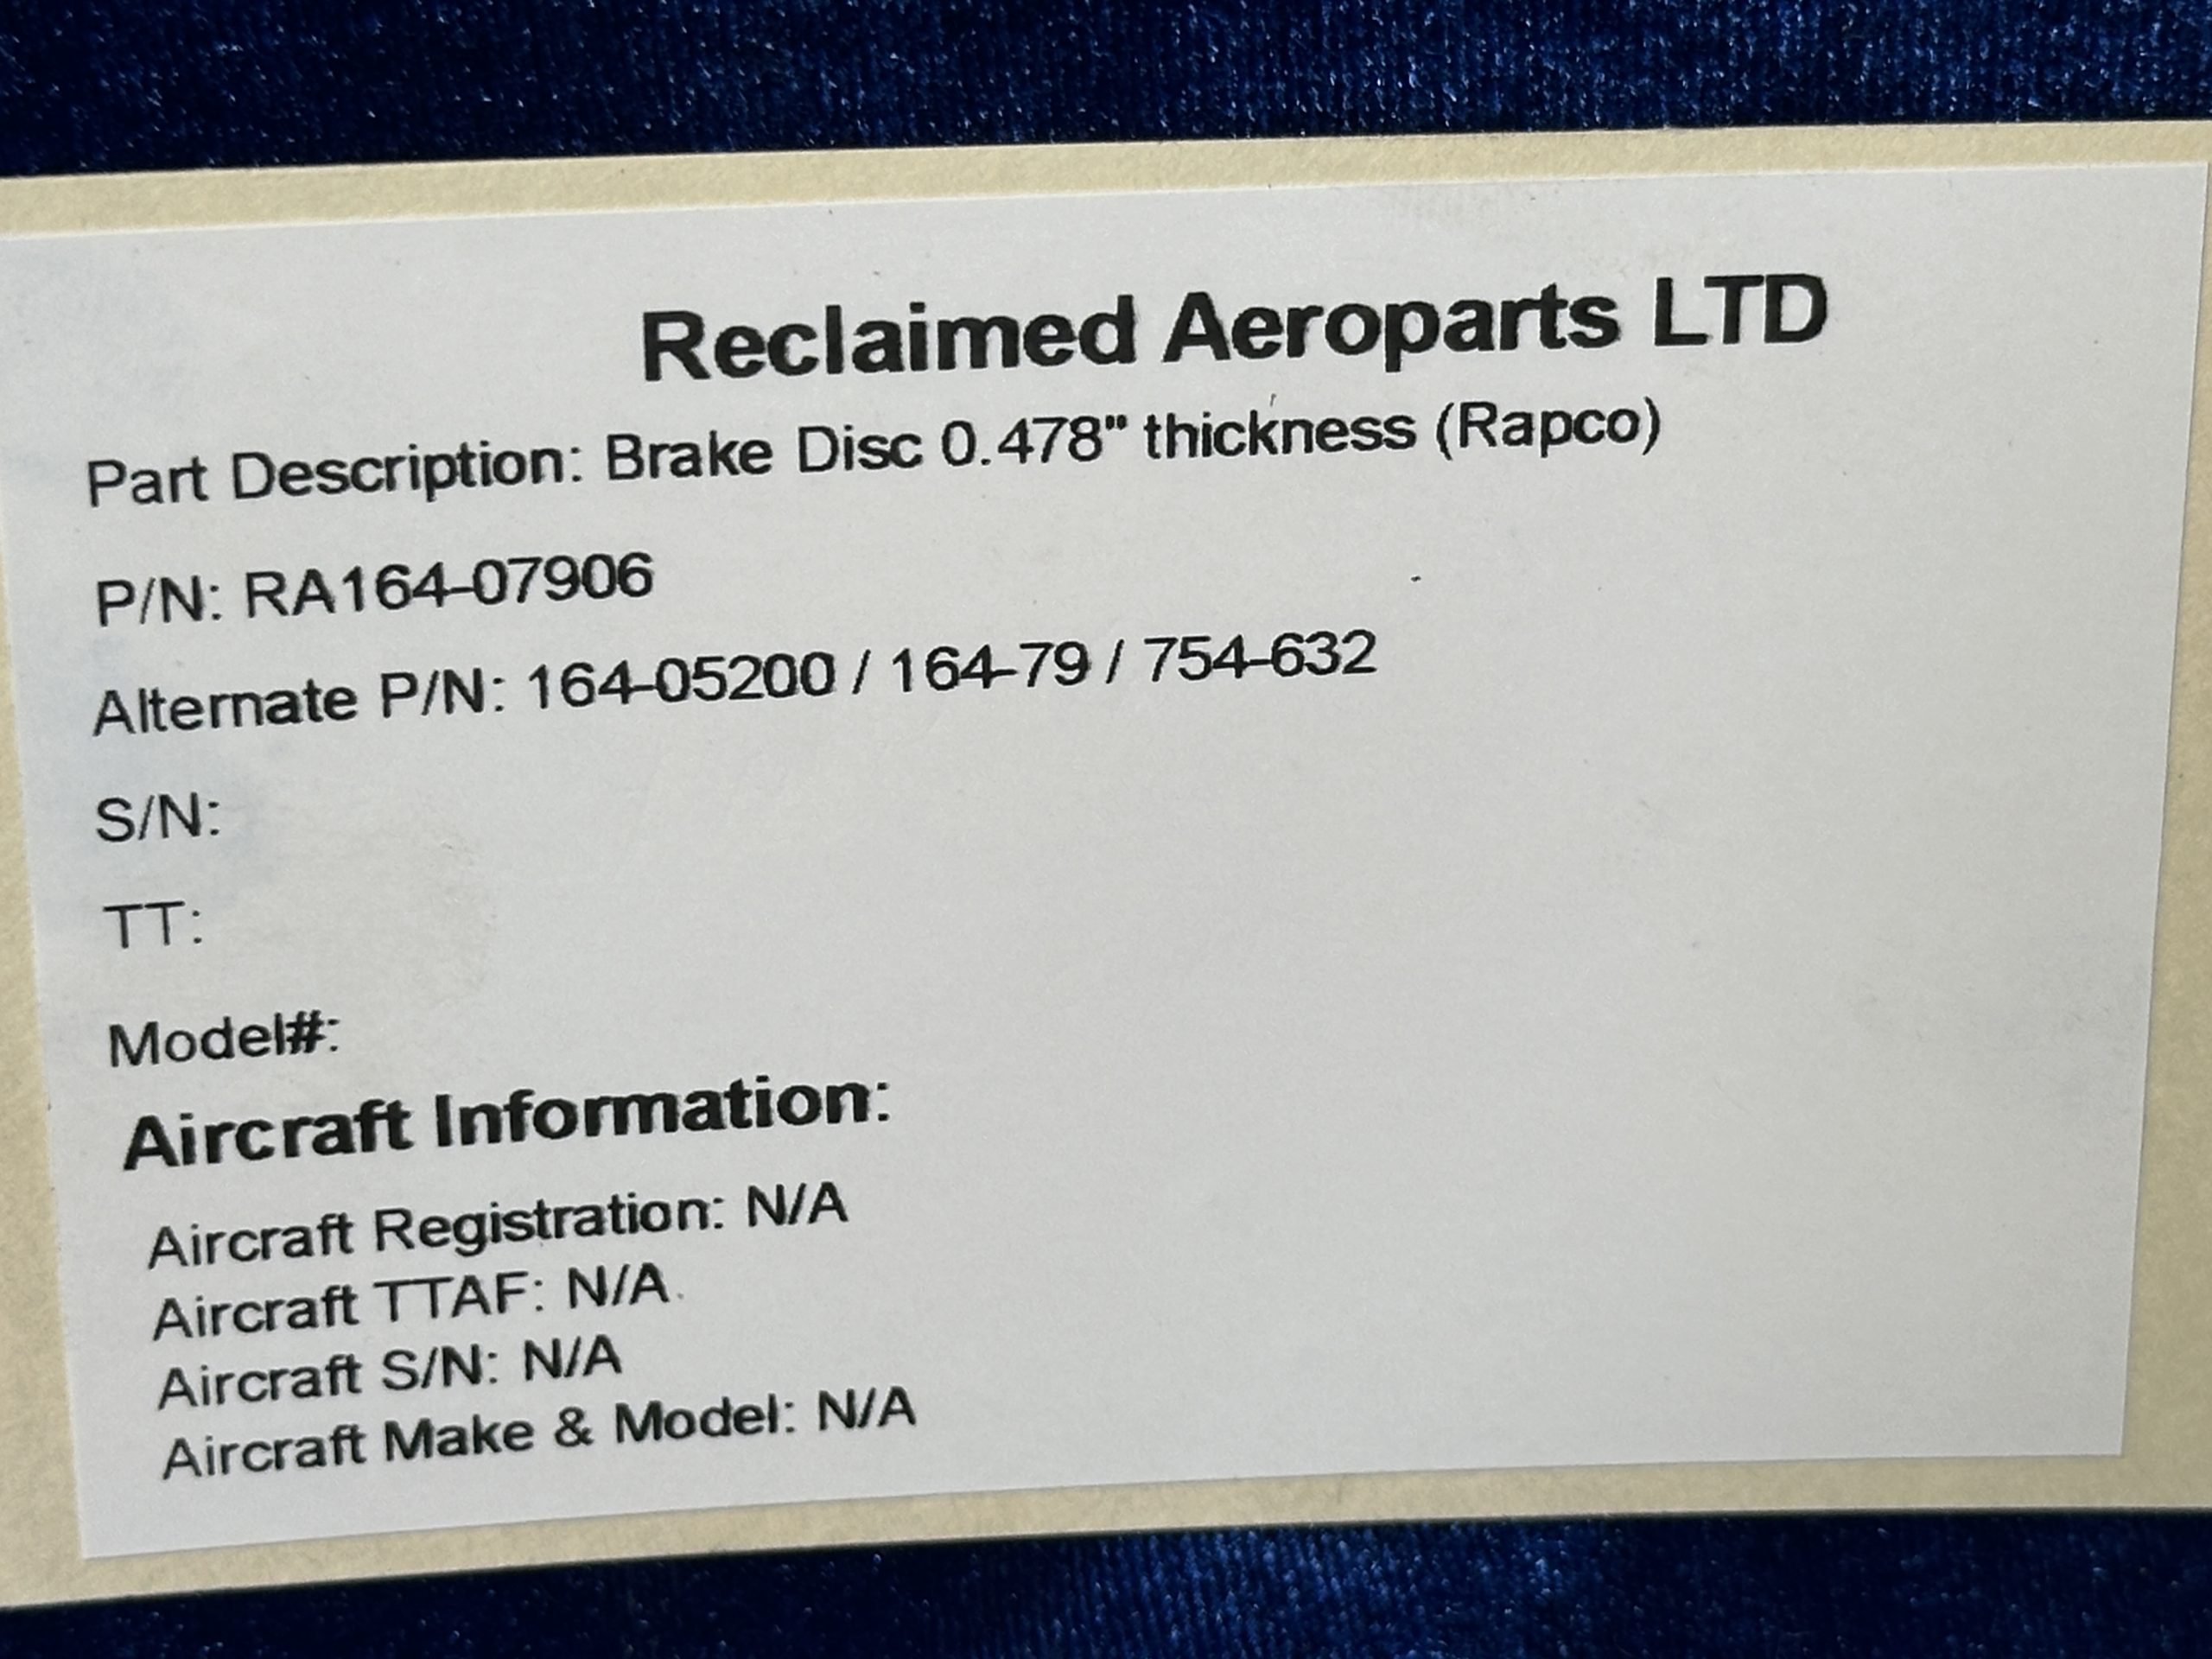 Reclaimed Aeroparts LTD
Part Description: Brake Disc 0.478" thickness (Rapco)
P/N: RA164-07906
Alternate P/N: 164-05200 / 164-79 / 754-632
S/N:
TT:
Model#:
Aircraft Information:
Aircraft Registration: N/A
Aircraft TTAF: N/A
Aircraft S/N: N/A
Aircraft Make & Model: N/A